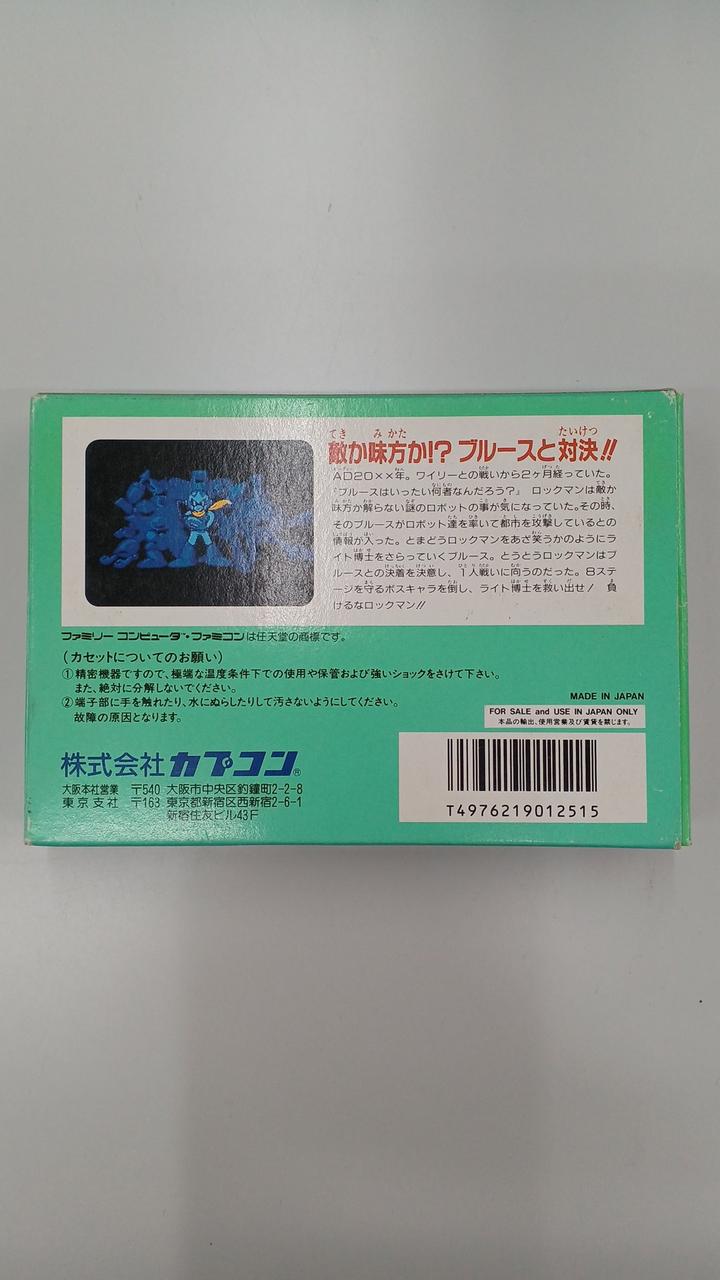 敵か味方か!? ブルースと対決!!
AD20××年。ワイリーとの戦いから2ヶ月経っていた。
『ブルースはいったい何者なんだろう?』 ロックマンは敵か
味方か解らない謎のロボットの事が気になっていた。その時、
そのブルースがロボット達を率いて都市を攻撃しているとの
情報が入った。とまどうロックマンをあざ笑うかのようにラ
イト博士をさらっていくブルース。とうとうロックマンはブ
ルースとの決着を決意し、1人戦いに向うのだった。8ステ
ージを守るボスキャラを倒し、ライト博士を救い出せ! 負
けるなロックマン!!
ファミリー コンピュータ™・ファミコンは任天堂の商標です。
(カセットについてのお願い)
①精密機器ですので、極端な温度条件下での使用や保管および強いショックをさけて下さい。
また、絶対に分解しないでください。
②端子部に手を触れたり、水にぬらしたりして汚さないようにしてください。
故障の原因となります。
MADE IN JAPAN
FOR SALE and USE IN JAPAN ONLY
本品の輸出、使用営業及び賃貸を禁じます。
株式会社 カプコン®
大阪本社営業 〒540 大阪市中央区釣鐘町2-2-8
東京支社 〒163 東京都新宿区西新宿2-6-1
新宿住友ビル43F
T4976219012515